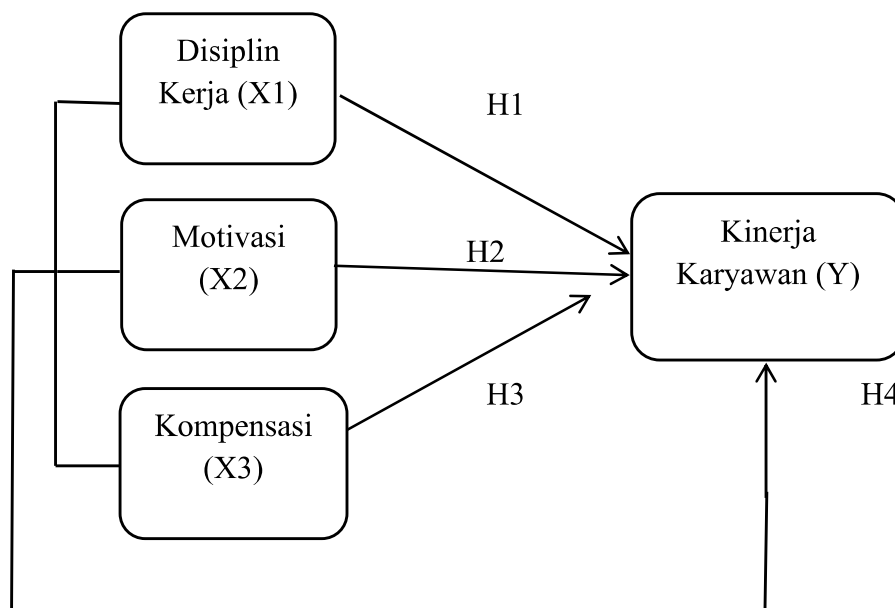 Disiplin
Kerja (X1)
H1
Motivasi
(X2)
H2
Kinerja
Karyawan (Y)
Kompensasi
(X3)
H3
H4